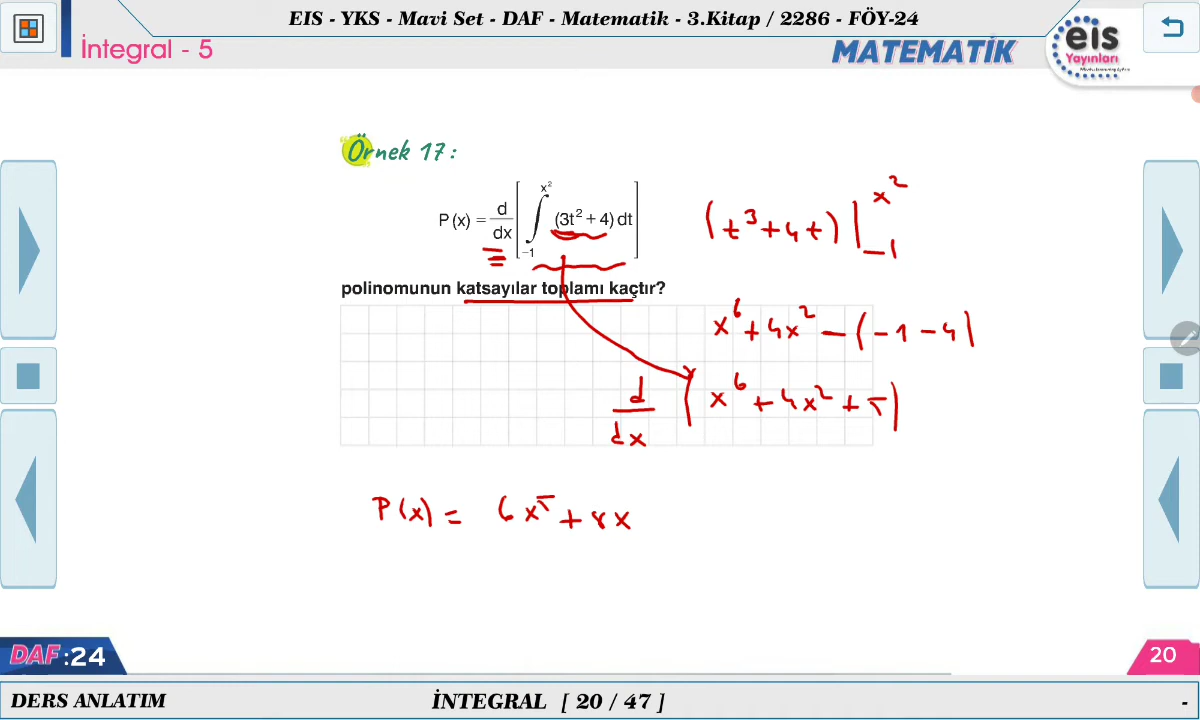 EIS - YKS - Mavi Set - DAF - Matematik - 3.Kitap / 2286 - FÖY-24
İntegral - 5
MATEMATİK
eis
Yayınları
Örnek 17:
P(x) = d/dx [ ∫_{-1}^{x²} (3t² + 4) dt ]
(t³ + 4t) |_{-1}^{x²}
polinomunun katsayılar toplamı kaçtır?
x⁶ + 4x² - (-1 - 4)
d/dx (x⁶ + 4x² + 5)
P(x) = 6x⁵ + 8x
DAF:24
20
DERS ANLATIM
İNTEGRAL [ 20 / 47 ]
-